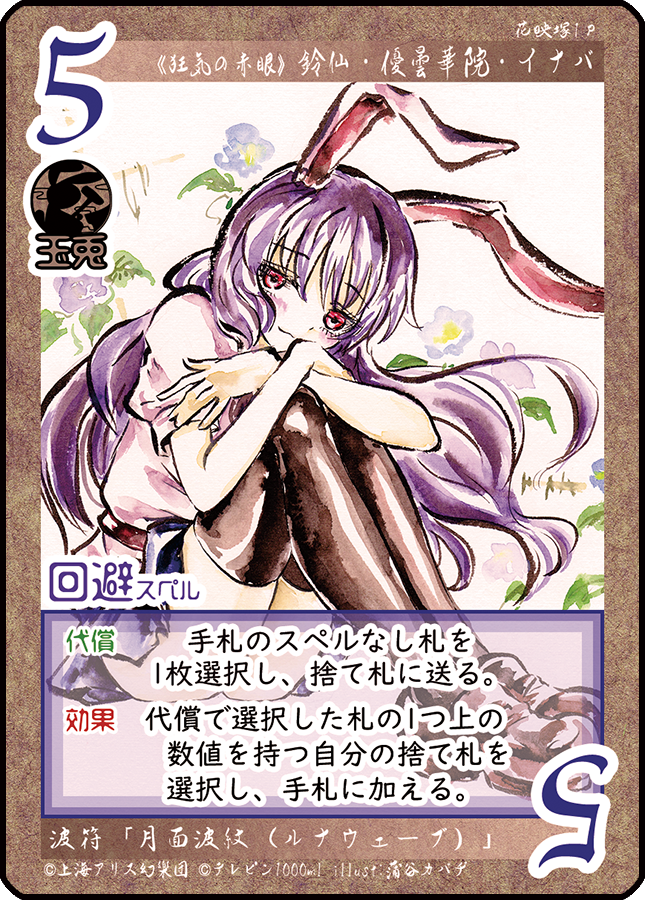 花映塚1P
《狂気の赤眼》鈴仙・優曇華院・イナバ
5
玉兎
回避スペル
代償 手札のスペルなし札を
1枚選択し、捨て札に送る。
効果 代償で選択した札の1つ上の
数値を持つ自分の捨て札を
選択し、手札に加える。
5
波符「月面波紋（ルナウェーブ）」
©上海アリス幻樂団 ©テレピン1000ml illust:蒲谷カバヂ